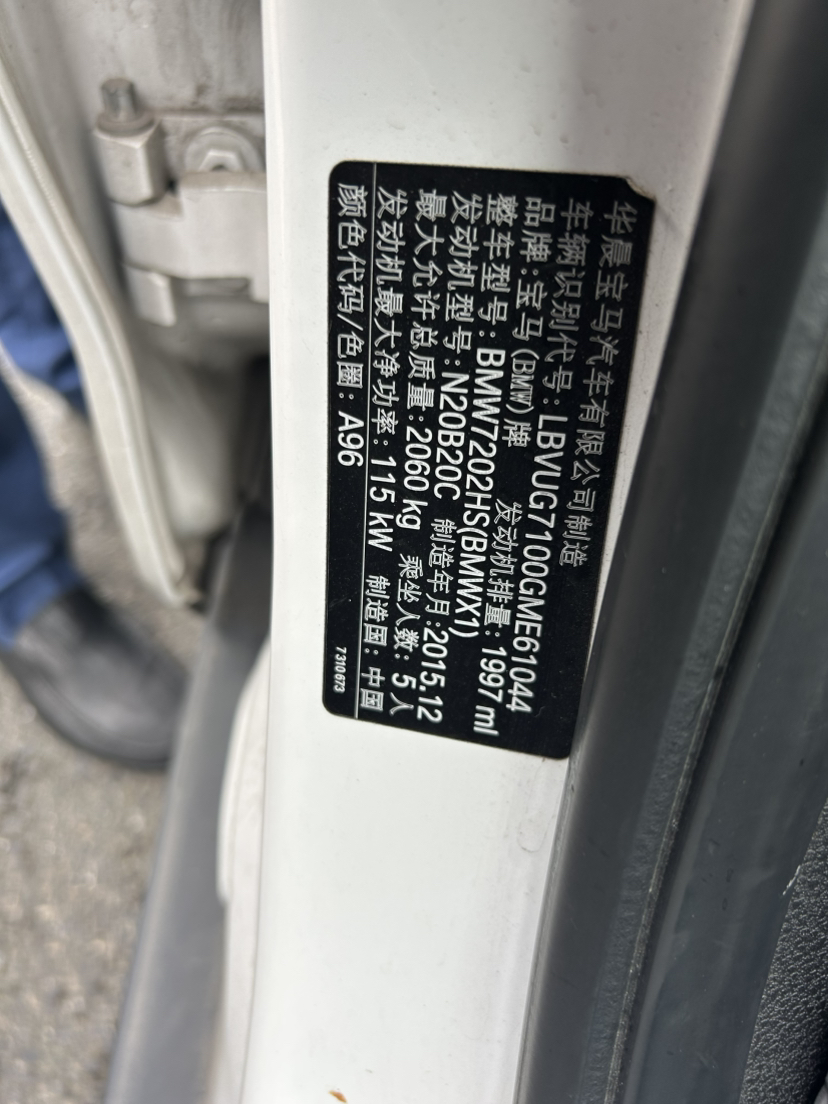 华晨宝马汽车有限公司制造
车辆识别代号: LBVUG7100GME61044
品牌: 宝马 (BMW) 牌 发动机排量: 1997 ml
整车型号: BMW7202HS(BMWX1)
发动机型号: N20B20C 制造年月: 2015.12
最大允许总质量: 2060 kg 乘坐人数: 5 人
发动机最大净功率: 115 kW 制造国: 中国
颜色代码/色圈: A96
7 310 673